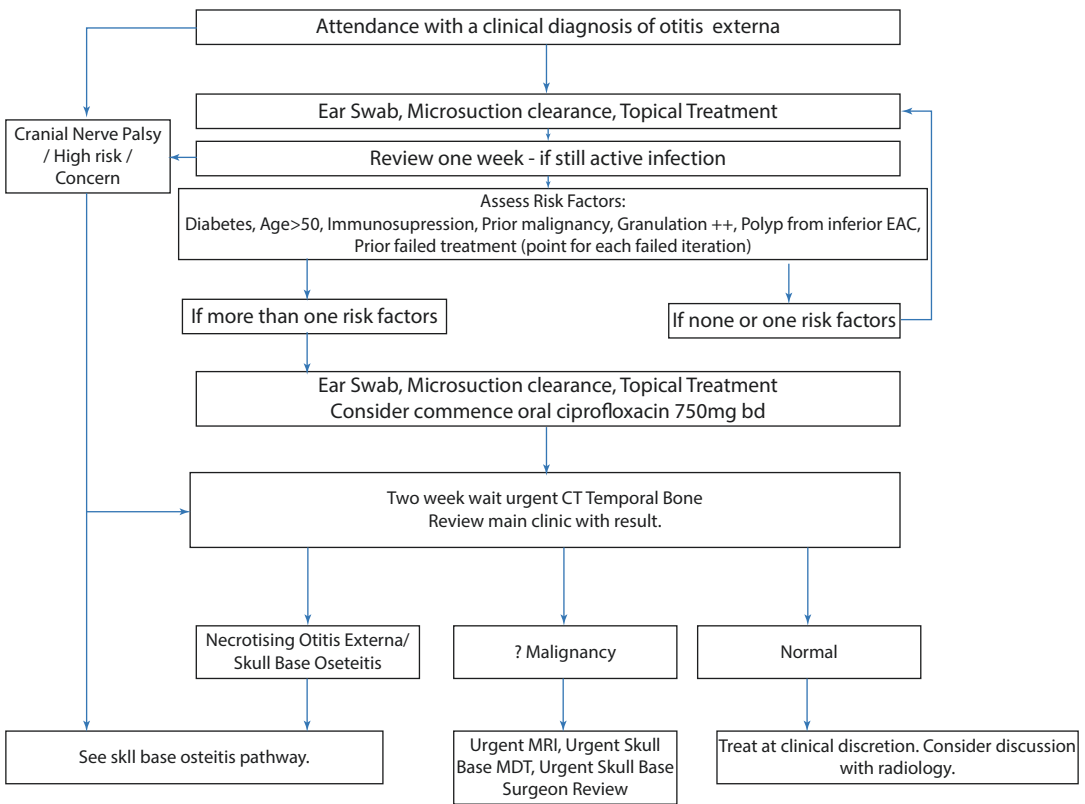 Attendance with a clinical diagnosis of otitis externa
Ear Swab, Microsuction clearance, Topical Treatment
Cranial Nerve Palsy
/ High risk /
Concern
Review one week - if still active infection
Assess Risk Factors:
Diabetes, Age>50, Immunosupression, Prior malignancy, Granulation ++, Polyp from inferior EAC,
Prior failed treatment (point for each failed iteration)
If more than one risk factors
If none or one risk factors
Ear Swab, Microsuction clearance, Topical Treatment
Consider commence oral ciprofloxacin 750mg bd
Two week wait urgent CT Temporal Bone
Review main clinic with result.
Necrotising Otitis Externa/
Skull Base Oseteitis
? Malignancy
Normal
See skll base osteitis pathway.
Urgent MRI, Urgent Skull
Base MDT, Urgent Skull Base
Surgeon Review
Treat at clinical discretion. Consider discussion
with radiology.